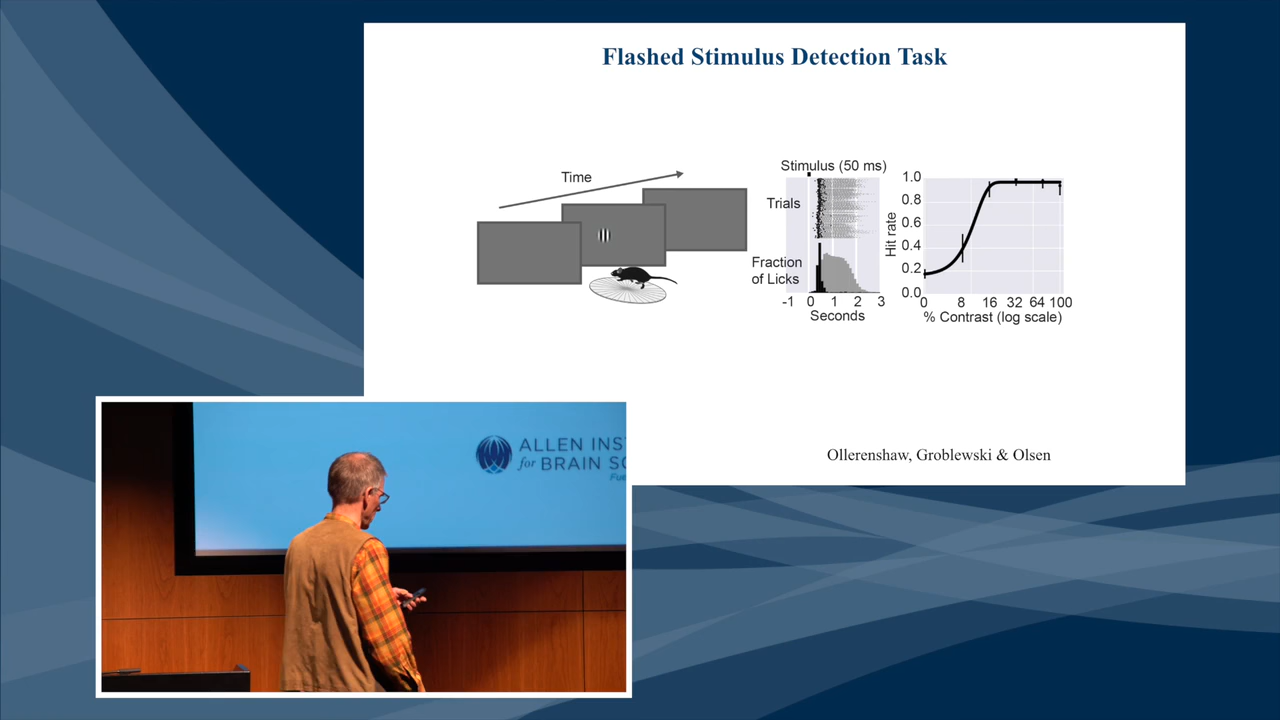 Flashed Stimulus Detection Task
Time
Stimulus (50 ms)
Trials
Fraction
of Licks
-1 0 1 2 3
Seconds
Hit rate
1.0
0.8
0.6
0.4
0.2
0.0
0 8 16 32 64 100
% Contrast (log scale)
Ollerenshaw, Groblewski & Olsen
ALLEN INS
for BRAIN SC
Fue